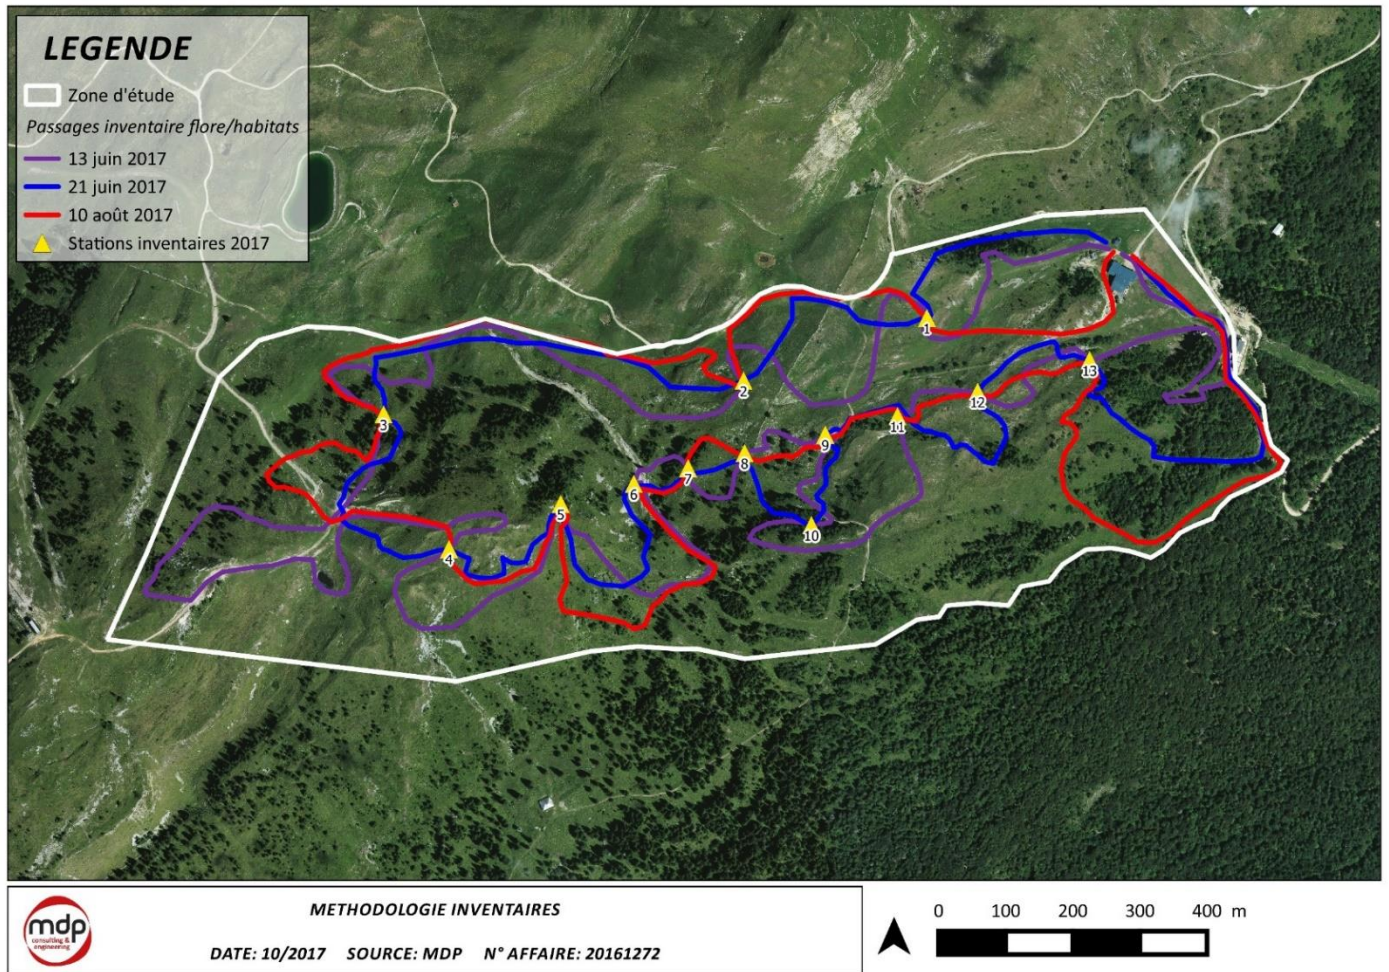 LEGENDE
Zone d'étude
Passages inventaire flore/habitats
13 juin 2017
21 juin 2017
10 août 2017
Stations inventaires 2017
1
2
3
4
5
6
7
8
9
10
11
12
13
mdp
consulting &
engineering
METHODOLOGIE INVENTAIRES
DATE: 10/2017 SOURCE: MDP N° AFFAIRE: 20161272
0 100 200 300 400 m